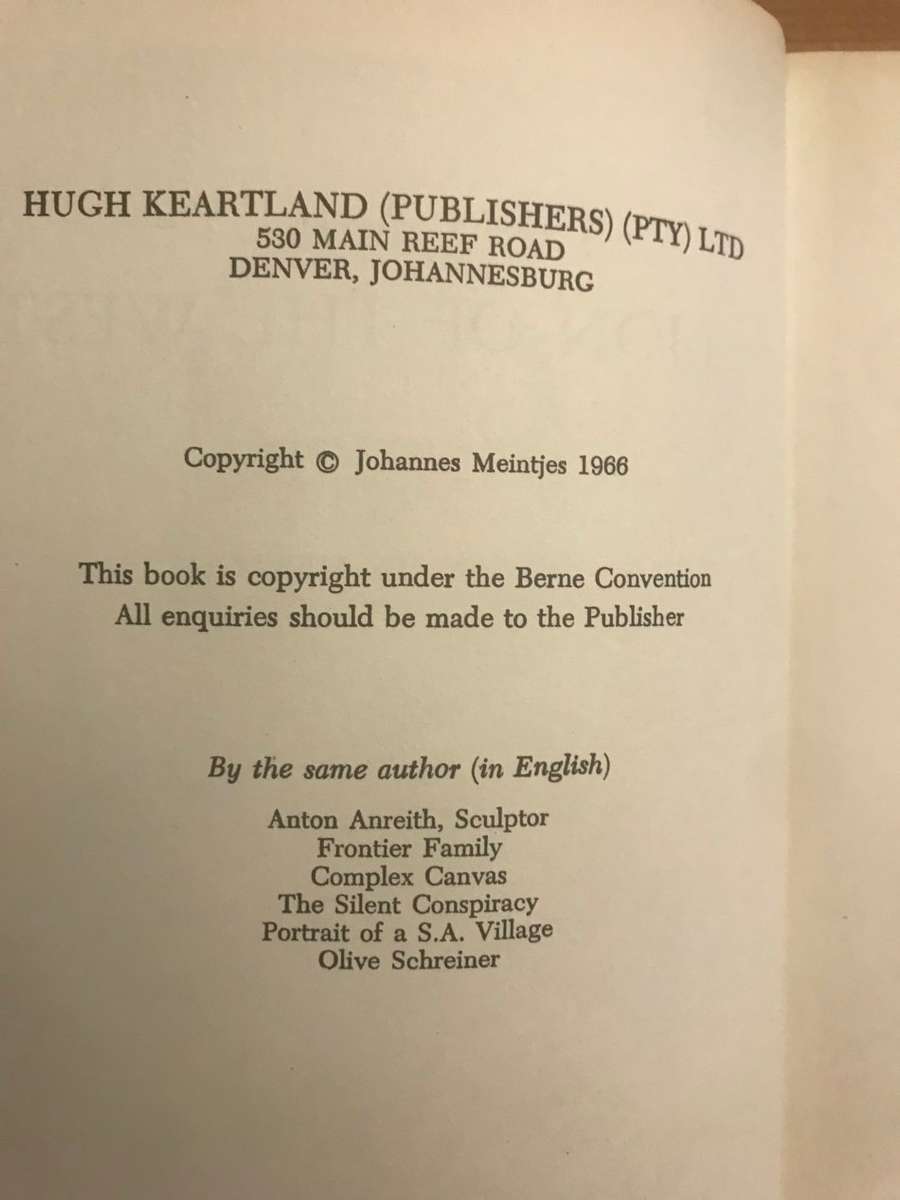 HUGH KEARTLAND (PUBLISHERS) (PTY) LTD
530 MAIN REEF ROAD
DENVER, JOHANNESBURG
Copyright © Johannes Meintjes 1966
This book is copyright under the Berne Convention
All enquiries should be made to the Publisher
By the same author (in English)
Anton Anreith, Sculptor
Frontier Family
Complex Canvas
The Silent Conspiracy
Portrait of a S.A. Village
Olive Schreiner